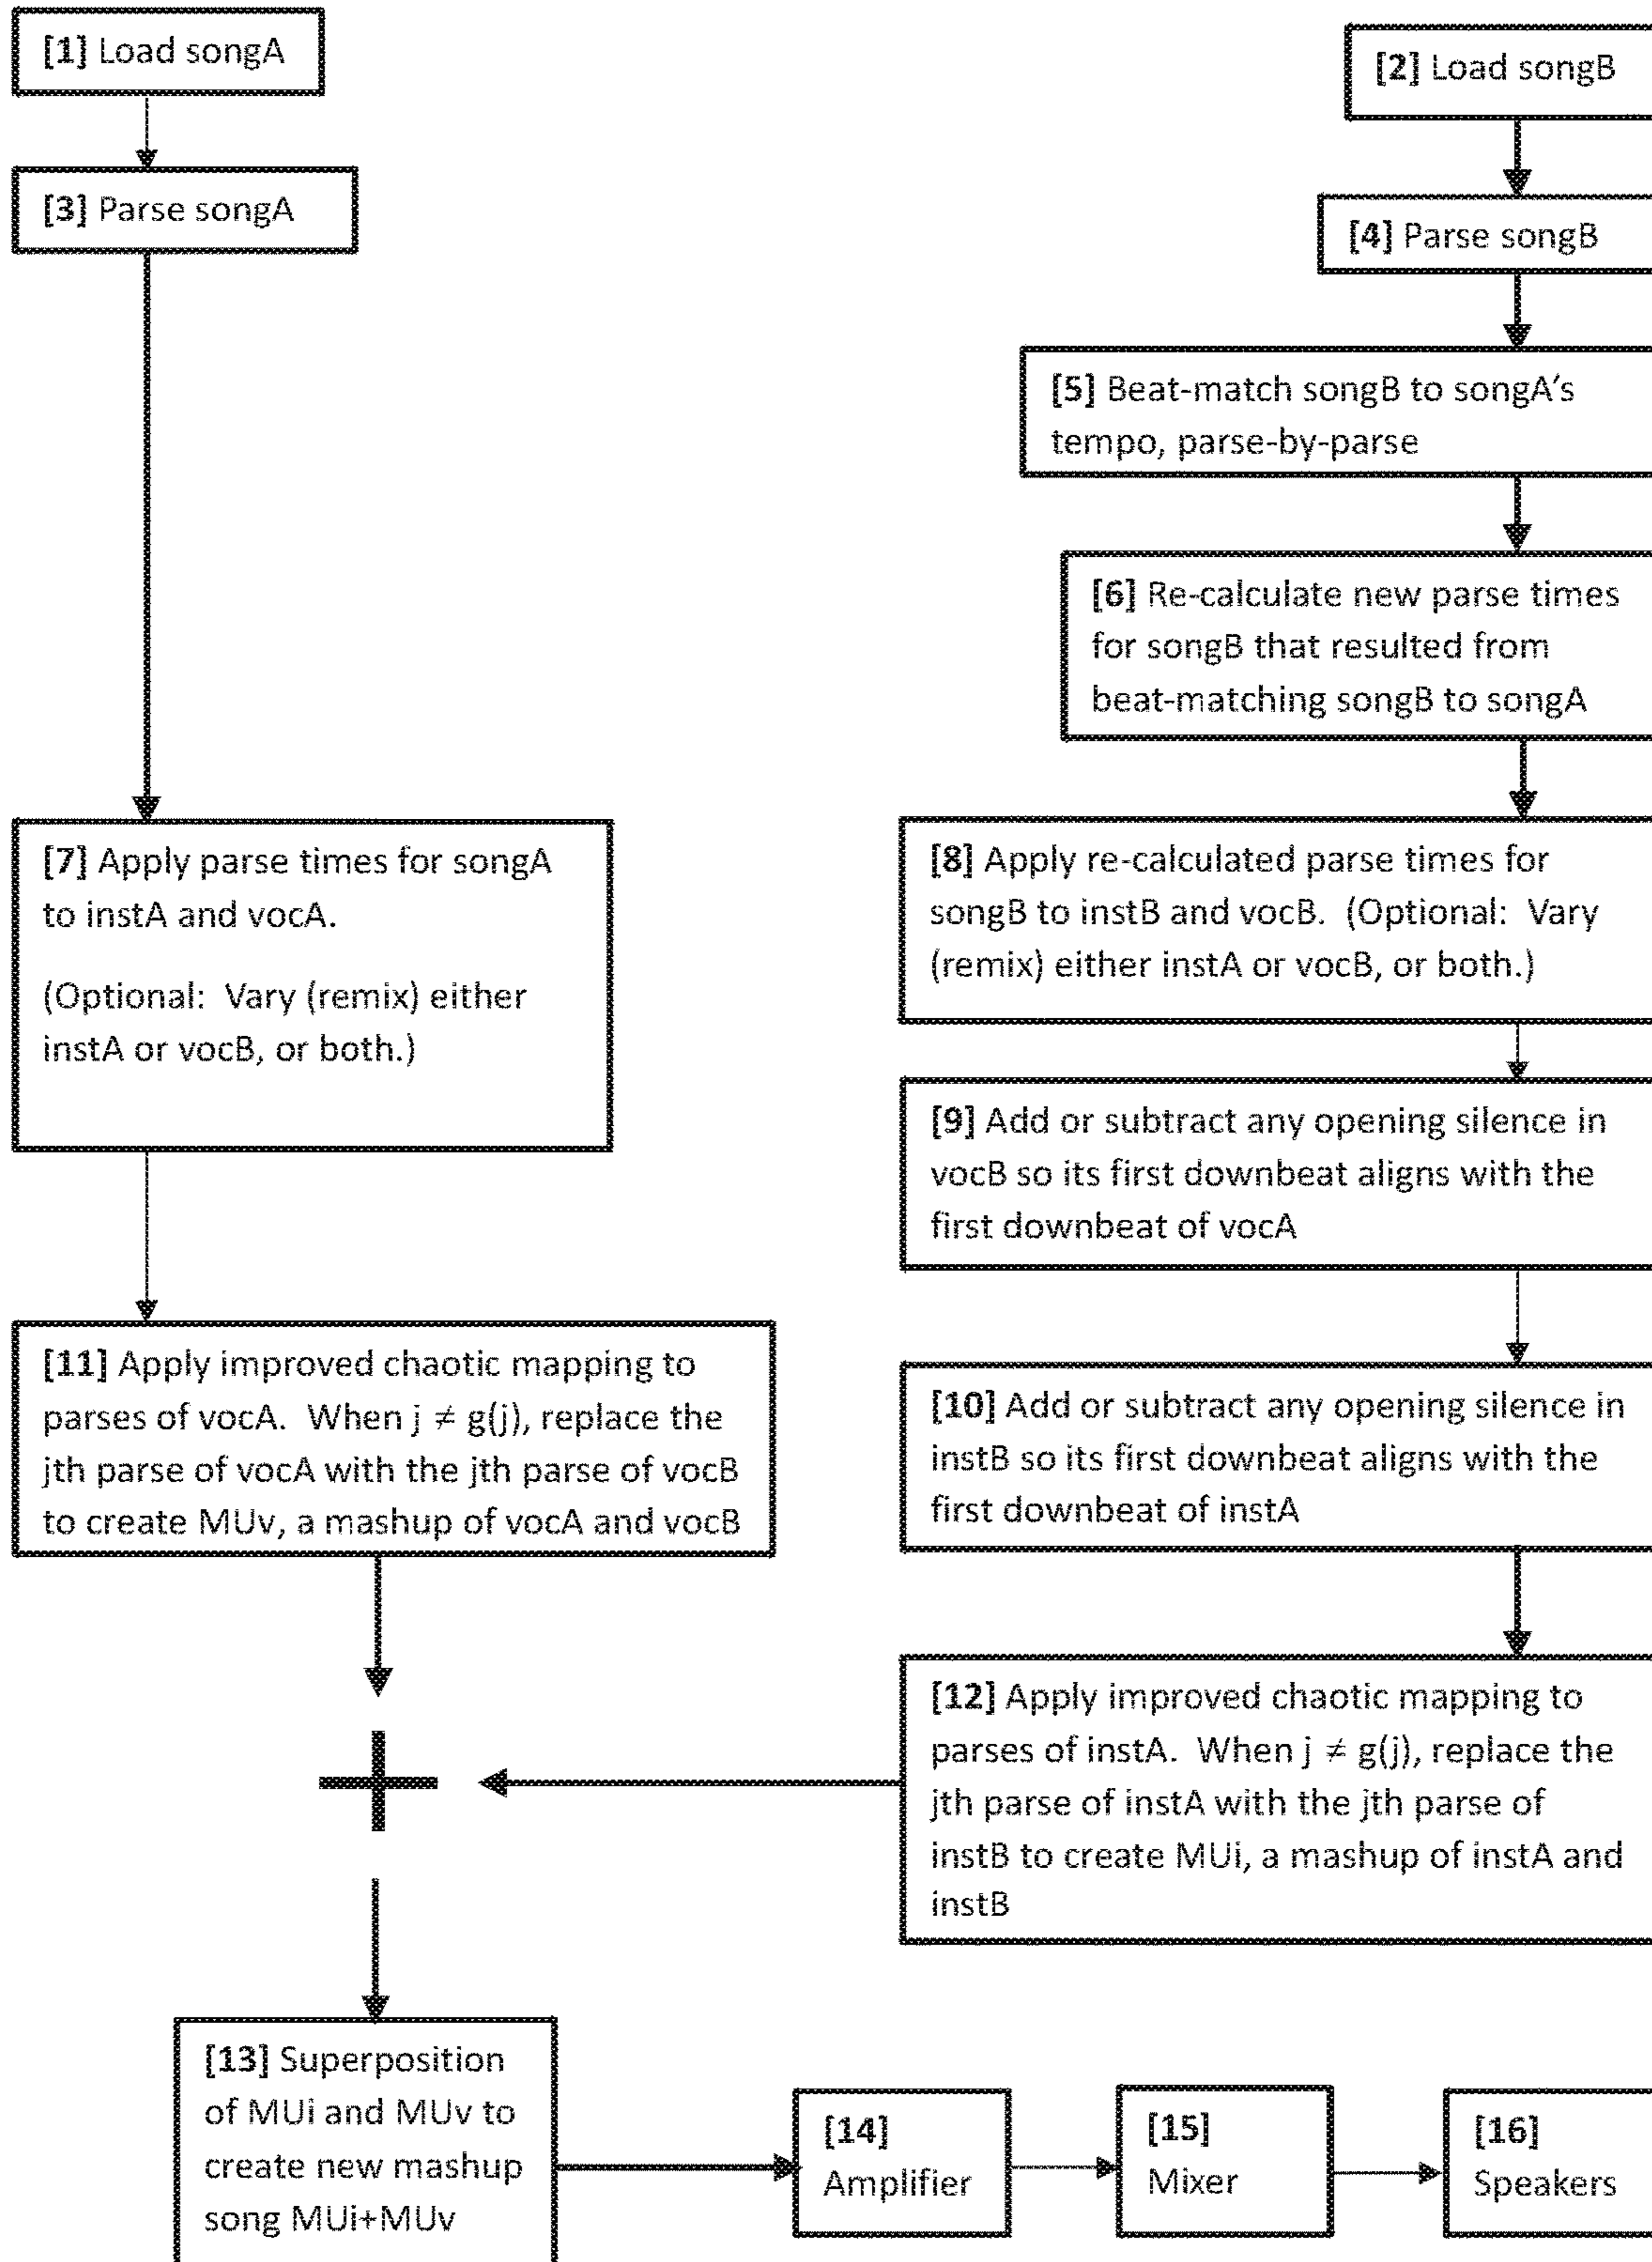 [1] Load songA
[2] Load songB
[3] Parse songA
[4] Parse songB
[5] Beat-match songB to songA's
tempo, parse-by-parse
[6] Re-calculate new parse times
for songB that resulted from
beat-matching songB to songA
[7] Apply parse times for songA
to instA and vocA.
(Optional: Vary (remix) either
instA or vocB, or both.)
[8] Apply re-calculated parse times for
songB to instB and vocB. (Optional: Vary
(remix) either instA or vocB, or both.)
[9] Add or subtract any opening silence in
vocB so its first downbeat aligns with the
first downbeat of vocA
[10] Add or subtract any opening silence in
instB so its first downbeat aligns with the
first downbeat of instA
[11] Apply improved chaotic mapping to
parses of vocA. When j ≠ g(j), replace the
jth parse of vocA with the jth parse of vocB
to create MUv, a mashup of vocA and vocB
[12] Apply improved chaotic mapping to
parses of instA. When j ≠ g(j), replace the
jth parse of instA with the jth parse of
instB to create MUi, a mashup of instA and
instB
[13] Superposition
of MUi and MUv to
create new mashup
song MUi+MUv
[14]
Amplifier
[15]
Mixer
[16]
Speakers